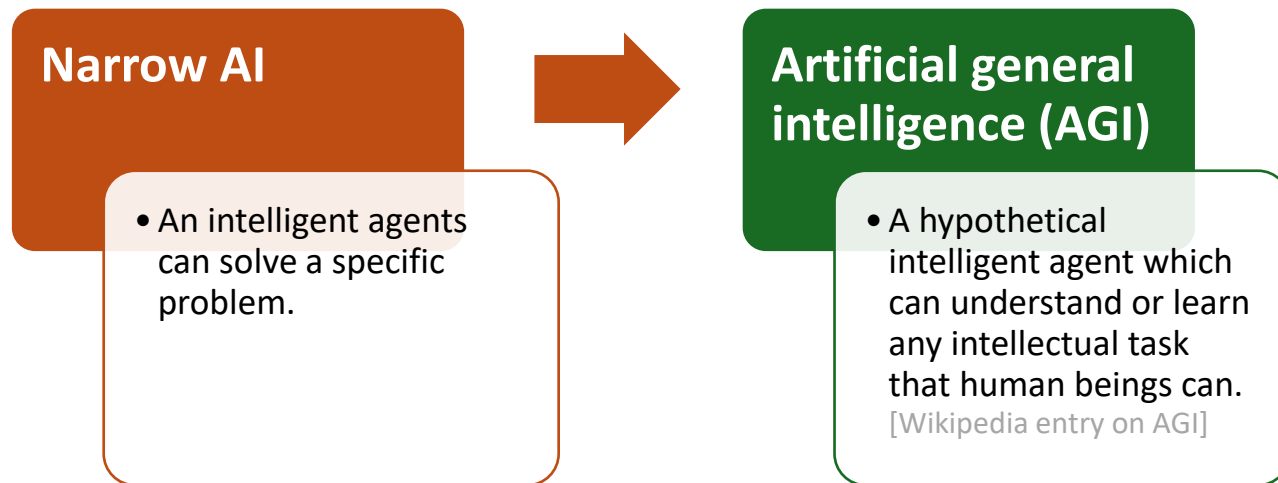 Narrow AI
• An intelligent agents
can solve a specific
problem.
Artificial general
intelligence (AGI)
• A hypothetical
intelligent agent which
can understand or learn
any intellectual task
that human beings can.
[Wikipedia entry on AGI]